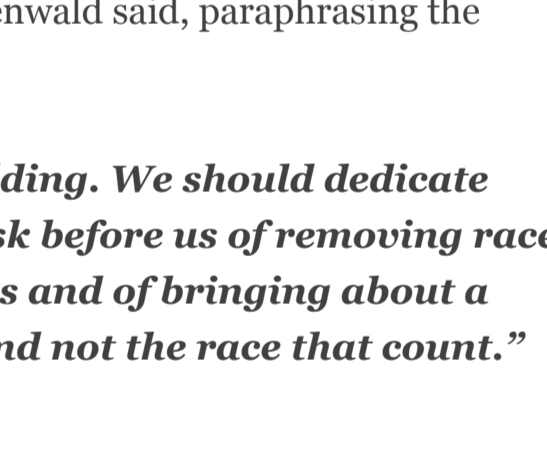 enwald said, paraphrasing the
ding. We should dedicate
sk before us of removing race
s and of bringing about a
nd not the race that count.”